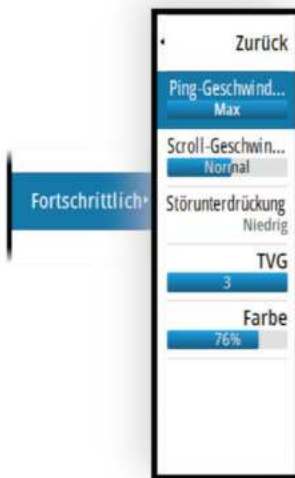 Zurück
Ping-Geschwind...
Max
Scroll-Geschwin...
Normal
Fortschrittlich
Störunterdrückung
Niedrig
TVG
3
Farbe
76%